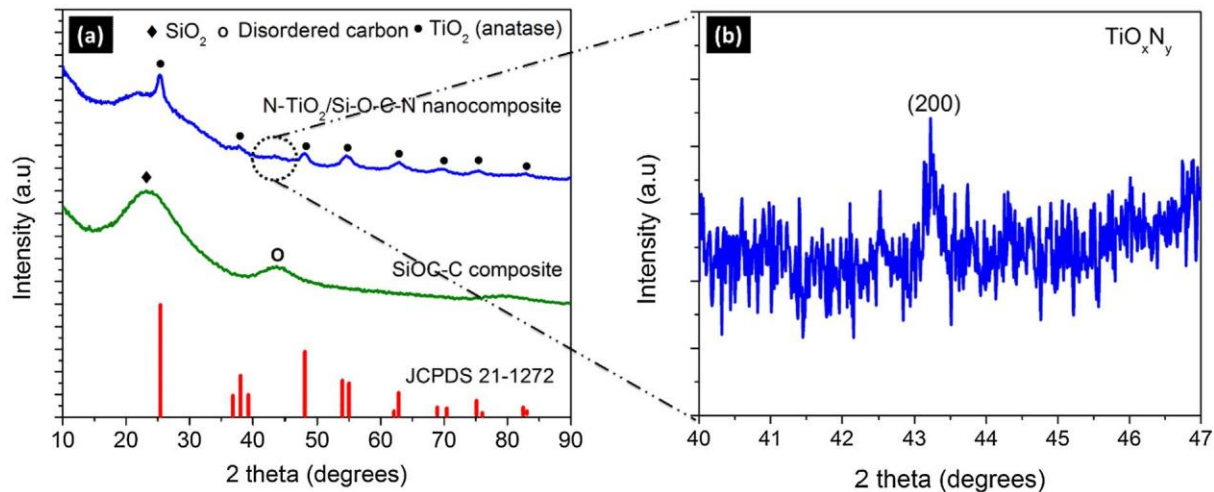 (a)
♦ SiO2 o Disordered carbon • TiO2 (anatase)
N-TiO2/Si-O-C-N nanocomposite
O
SiOC-C composite
JCPDS 21-1272
Intensity (a.u)
10 20 30 40 50 60 70 80 90
2 theta (degrees)
(b)
TiOxNy
(200)
Intensity (a.u)
40 41 42 43 44 45 46 47
2 theta (degrees)